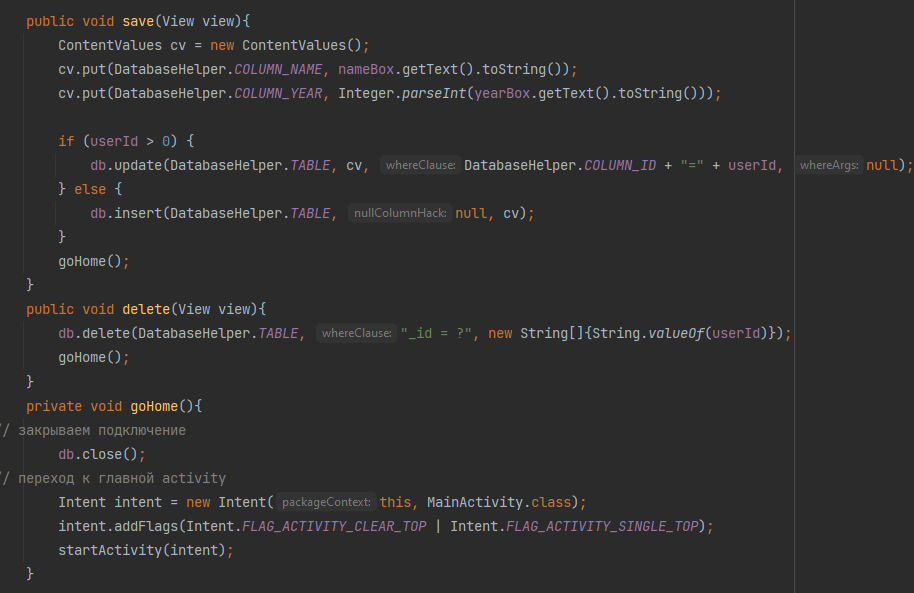 public void save(View view){
ContentValues cv = new ContentValues();
cv.put(DatabaseHelper.COLUMN_NAME, nameBox.getText().toString());
cv.put(DatabaseHelper.COLUMN_YEAR, Integer.parseInt(yearBox.getText().toString()));
if (userId > 0) {
db.update(DatabaseHelper.TABLE, cv, whereClause: DatabaseHelper.COLUMN_ID + "=" + userId, whereArgs: null);
} else {
db.insert(DatabaseHelper.TABLE, nullColumnHack: null, cv);
}
goHome();
}
public void delete(View view){
db.delete(DatabaseHelper.TABLE, whereClause: "_id = ?", new String[]{String.valueOf(userId)});
goHome();
}
private void goHome(){
// закрываем подключение
db.close();
// переход к главной activity
Intent intent = new Intent( packageContext: this, MainActivity.class);
intent.addFlags(Intent.FLAG_ACTIVITY_CLEAR_TOP | Intent.FLAG_ACTIVITY_SINGLE_TOP);
startActivity(intent);
}